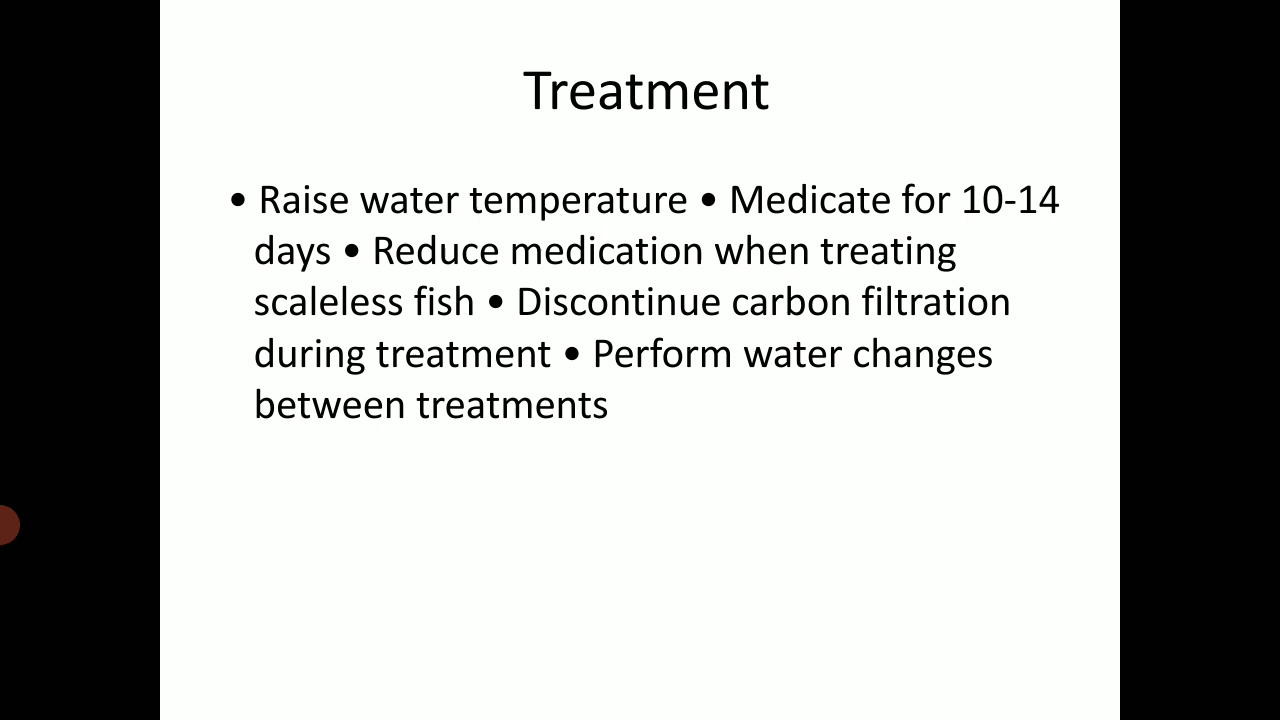 Treatment
• Raise water temperature • Medicate for 10-14
days • Reduce medication when treating
scaleless fish • Discontinue carbon filtration
during treatment • Perform water changes
between treatments